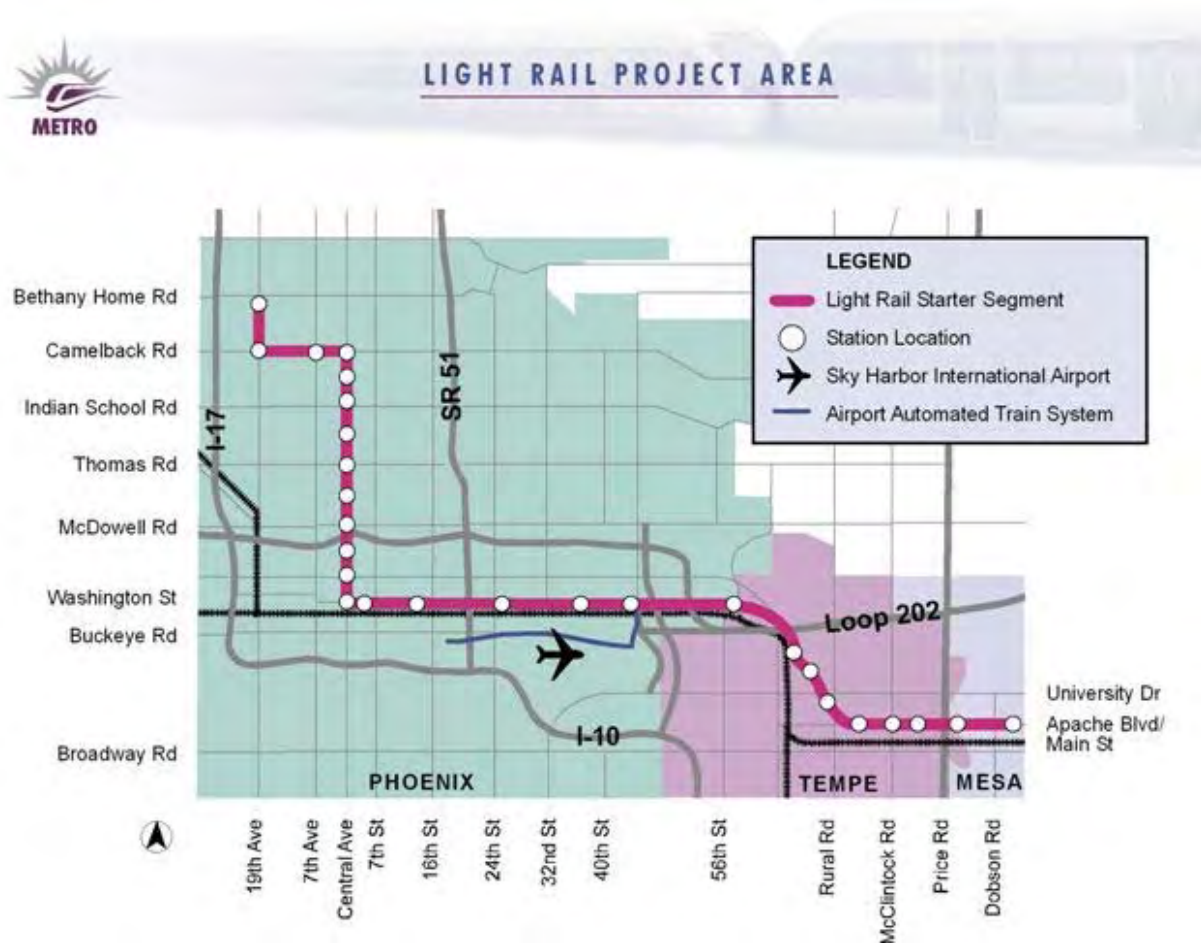 METRO
LIGHT RAIL PROJECT AREA
LEGEND
Light Rail Starter Segment
Station Location
Sky Harbor International Airport
Airport Automated Train System
Bethany Home Rd
Camelback Rd
Indian School Rd
Thomas Rd
McDowell Rd
Washington St
Buckeye Rd
Broadway Rd
I-17
SR 51
Loop 202
I-10
University Dr
Apache Blvd/
Main St
PHOENIX
TEMPE
MESA
19th Ave
7th Ave
Central Ave
7th St
16th St
24th St
32nd St
40th St
56th St
Rural Rd
McClintock Rd
Price Rd
Dobson Rd